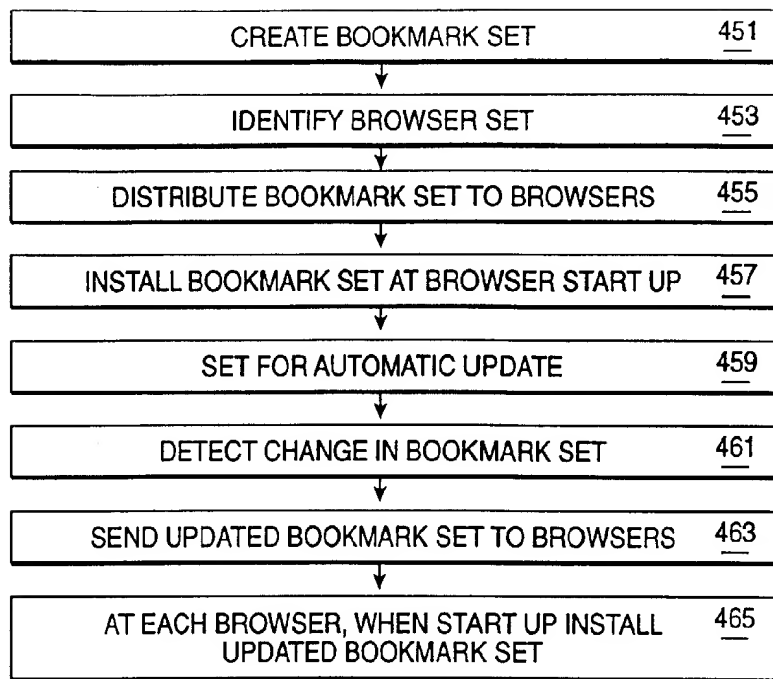 CREATE BOOKMARK SET 451
IDENTIFY BROWSER SET 453
DISTRIBUTE BOOKMARK SET TO BROWSERS 455
INSTALL BOOKMARK SET AT BROWSER START UP 457
SET FOR AUTOMATIC UPDATE 459
DETECT CHANGE IN BOOKMARK SET 461
SEND UPDATED BOOKMARK SET TO BROWSERS 463
AT EACH BROWSER, WHEN START UP INSTALL 465
UPDATED BOOKMARK SET